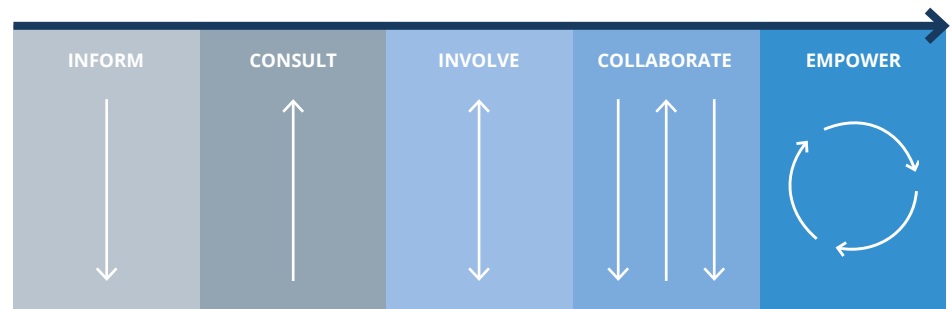 INFORM
CONSULT
INVOLVE
COLLABORATE
EMPOWER